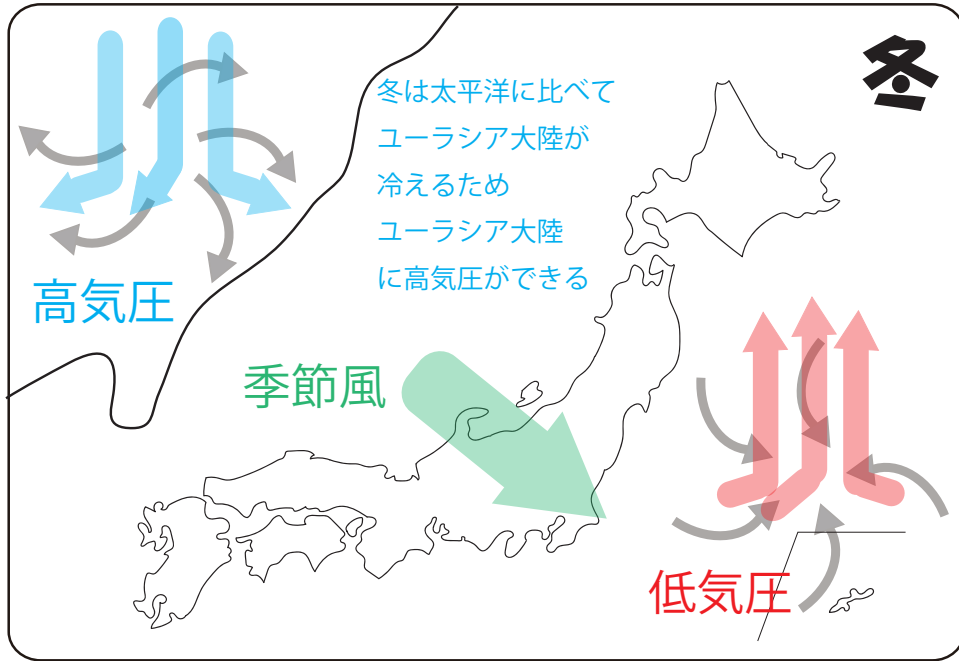 冬
冬は太平洋に比べて
ユーラシア大陸が
冷えるため
ユーラシア大陸
に高気圧ができる
高気圧
季節風
低気圧